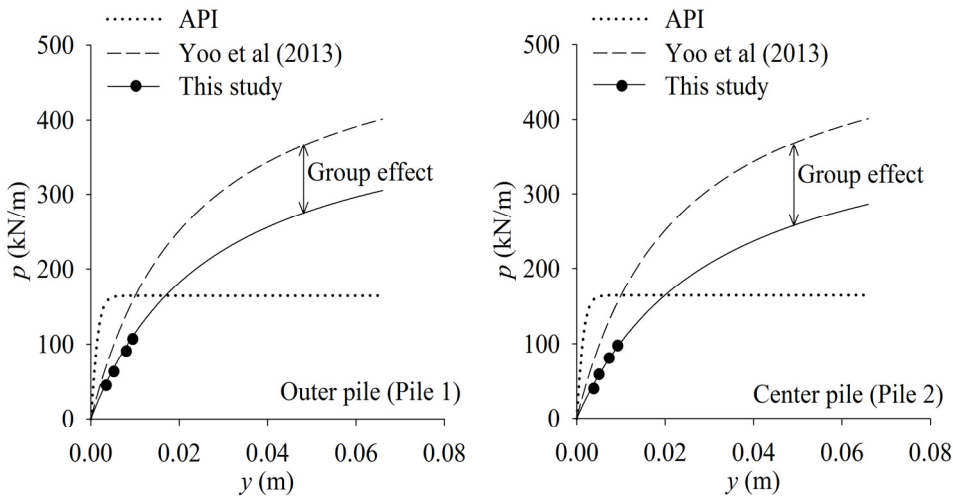 API
Yoo et al (2013)
This study
500
400
300
200
100
0
p (kN/m)
Group effect
Outer pile (Pile 1)
0.00 0.02 0.04 0.06 0.08
y (m)
API
Yoo et al (2013)
This study
500
400
300
200
100
0
p (kN/m)
Group effect
Center pile (Pile 2)
0.00 0.02 0.04 0.06 0.08
y (m)